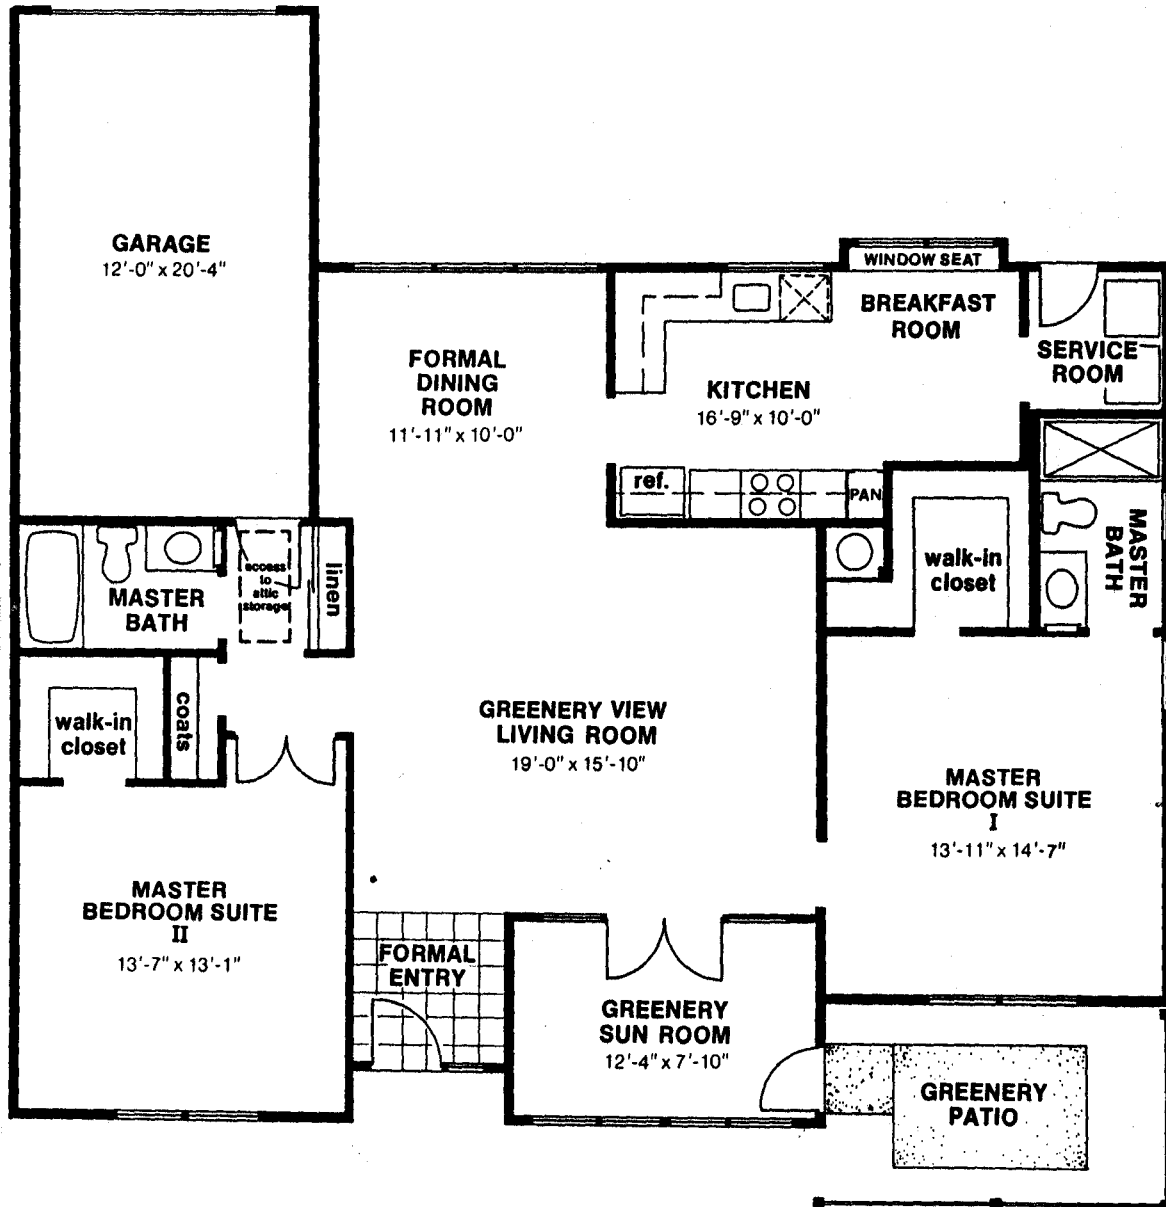 GARAGE
12'-0" x 20'-4"
WINDOW SEAT
BREAKFAST
ROOM
FORMAL
DINING
ROOM
11'-11" x 10'-0"
KITCHEN
16'-9" x 10'-0"
SERVICE
ROOM
ref.
PAN
MASTER
BATH
walk-in
closet
access
to
attic
storage
linen
MASTER
BATH
walk-in
closet
coats
GREENERY VIEW
LIVING ROOM
19'-0" x 15'-10"
MASTER
BEDROOM SUITE
I
13'-11" x 14'-7"
MASTER
BEDROOM SUITE
II
13'-7" x 13'-1"
FORMAL
ENTRY
GREENERY
SUN ROOM
12'-4" x 7'-10"
GREENERY
PATIO